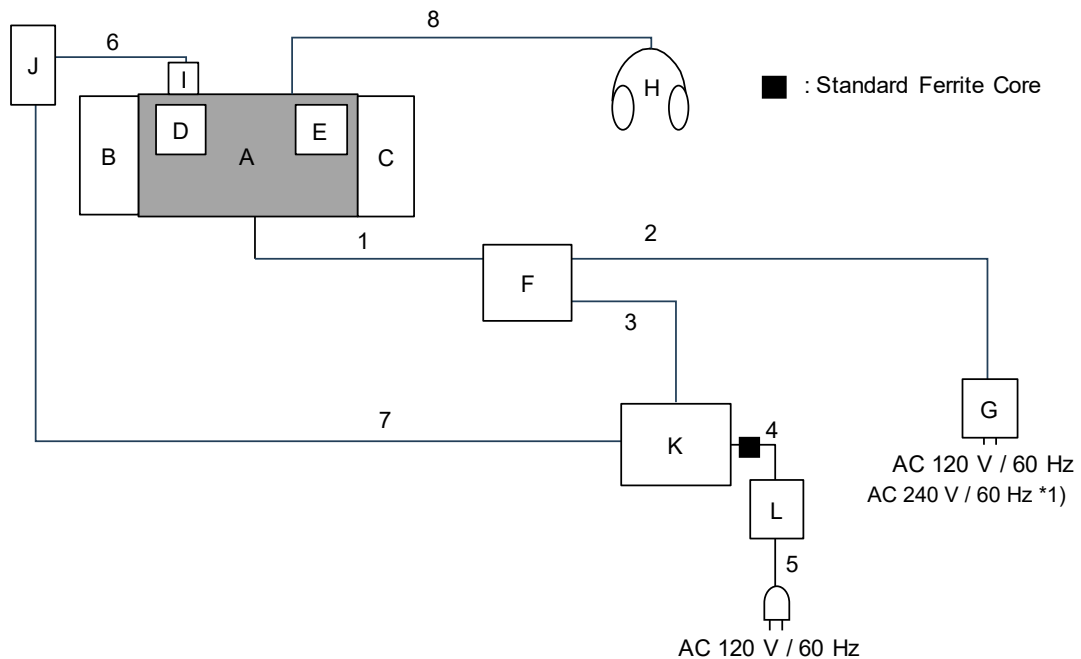 8
6
J
I
H
: Standard Ferrite Core
D
E
B
A
C
1
2
F
3
7
K
4
G
AC 120 V / 60 Hz
AC 240 V / 60 Hz *1)
L
5
AC 120 V / 60 Hz